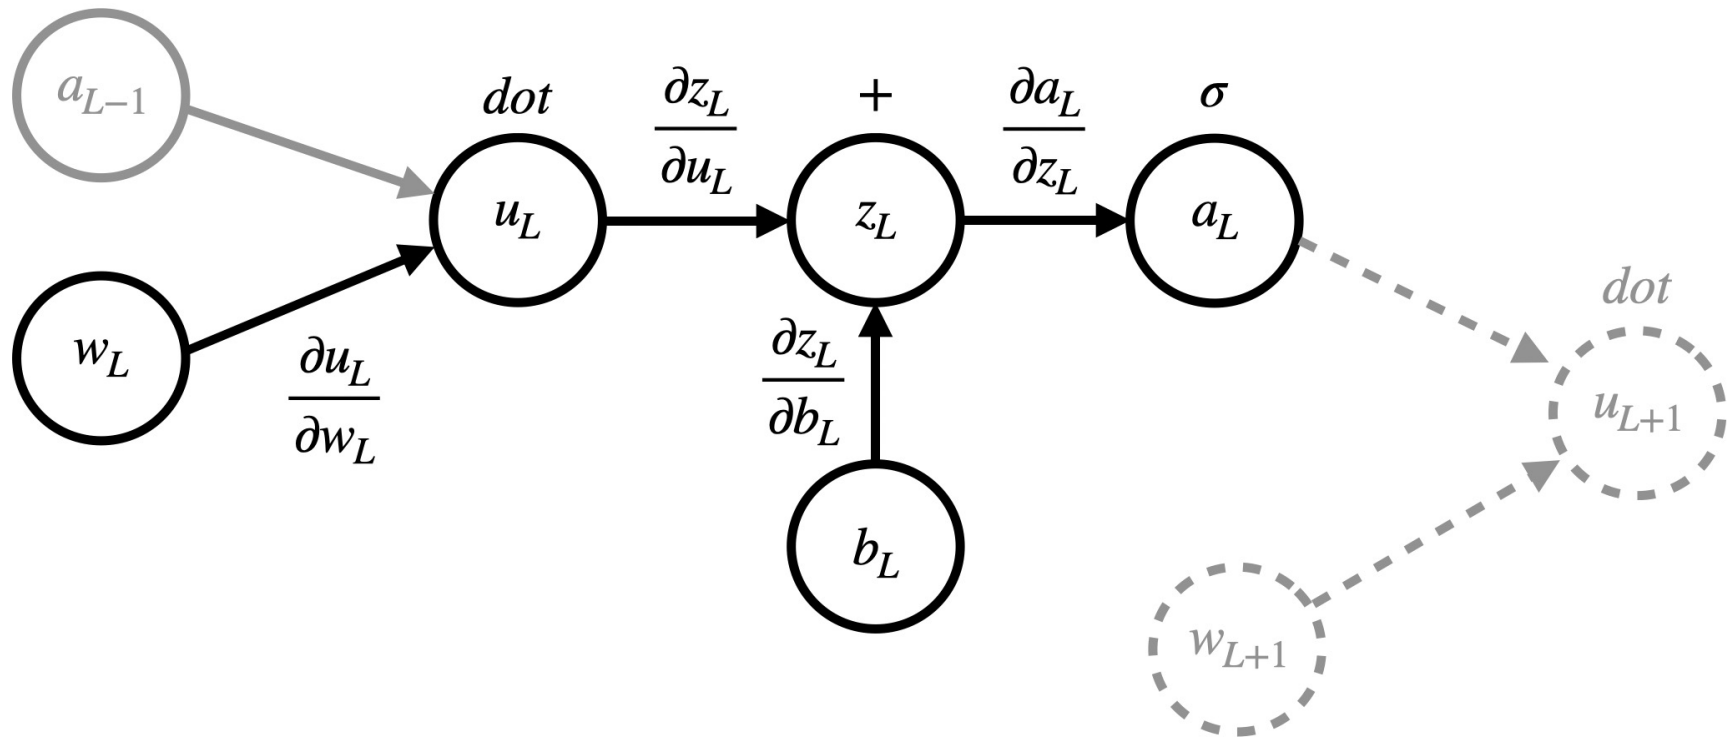 a_{L−1}
dot
∂z_L
∂u_L
+
∂a_L
∂z_L
σ
u_L
z_L
a_L
dot
w_L
∂u_L
∂w_L
∂z_L
∂b_L
u_{L+1}
b_L
w_{L+1}